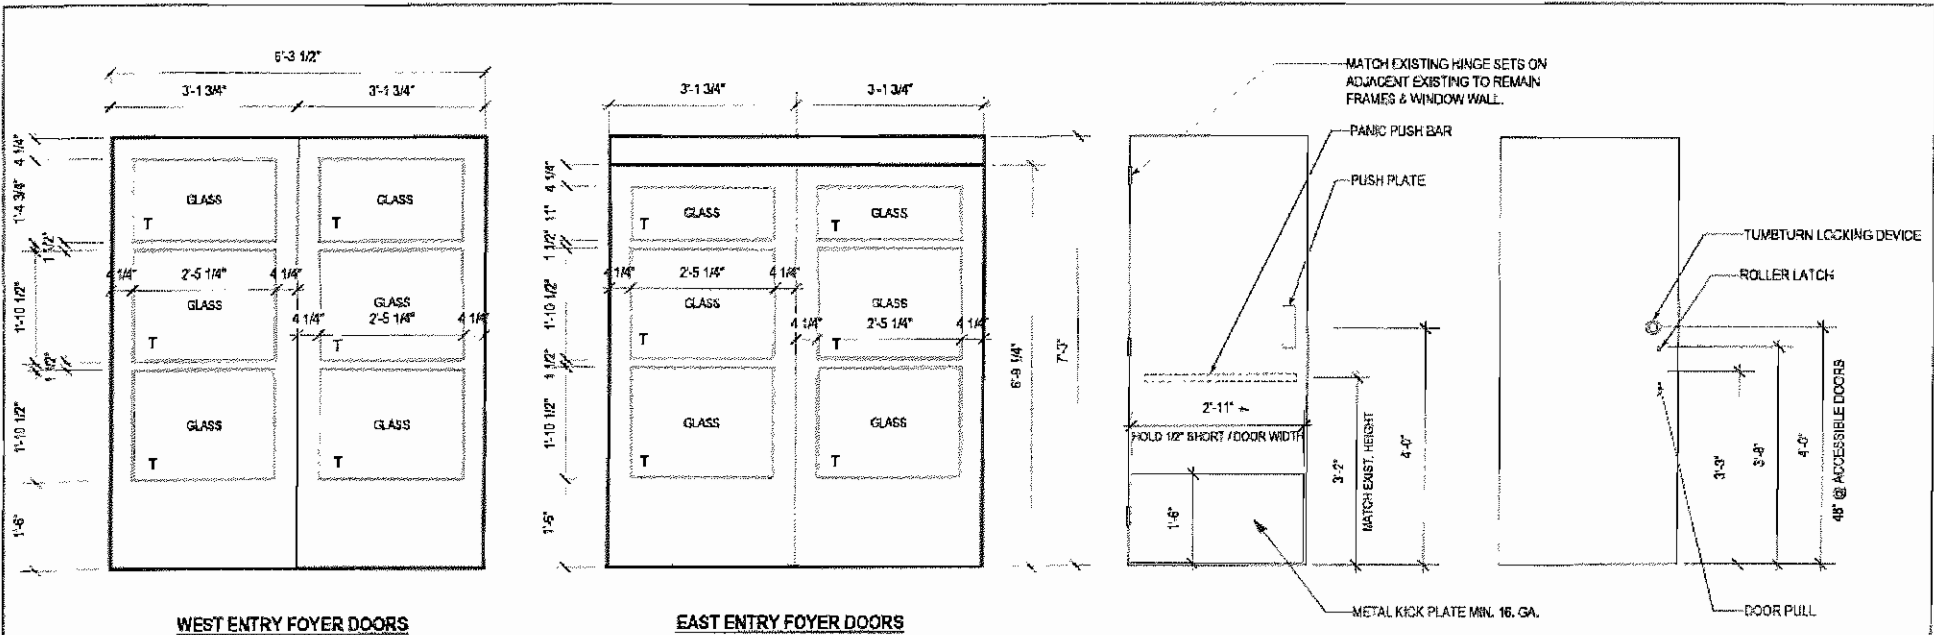 6'-3 1/2"
3'-1 3/4"
3'-1 3/4"
4 1/4"
1'-4 3/4"
1 1/2"
1'-10 1/2"
1 1/2"
1'-10 1/2"
1'-6"
GLASS
GLASS
T
T
4 1/4"
2'-5 1/4"
4 1/4"
GLASS
GLASS
4 1/4"
2'-5 1/4"
4 1/4"
T
T
GLASS
GLASS
T
T
WEST ENTRY FOYER DOORS
3'-1 3/4"
3'-1 3/4"
4 1/4"
11"
1 1/2"
1'-10 1/2"
1 1/2"
1'-10 1/2"
1'-6"
GLASS
GLASS
T
T
4 1/4"
2'-5 1/4"
4 1/4"
GLASS
GLASS
4 1/4"
2'-5 1/4"
4 1/4"
T
T
GLASS
GLASS
T
T
6'-9 1/4"
7'-3"
EAST ENTRY FOYER DOORS
MATCH EXISTING HINGE SETS ON
ADJACENT EXISTING TO REMAIN
FRAMES & WINDOW WALL.
PANIC PUSH BAR
PUSH PLATE
2'-11"
HOLD 1/2" SHORT / DOOR WIDTH
1'-6"
3'-2"
MATCH EXIST. HEIGHT
4'-0"
METAL KICK PLATE MIN. 16. GA.
TUMBTURN LOCKING DEVICE
ROLLER LATCH
3'-3"
3'-8"
4'-0"
48" @ ACCESSIBLE DOORS
DOOR PULL